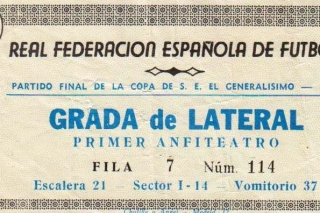 REAL FEDERACION ESPAÑOLA DE FUTBO
PARTIDO FINAL DE LA COPA DE S. E. EL GENERALISIMO —
GRADA de LATERAL
PRIMER ANFITEATRO
FILA 7 Núm. 114
Escalera 21 - Sector I-14 - Vomitorio 37